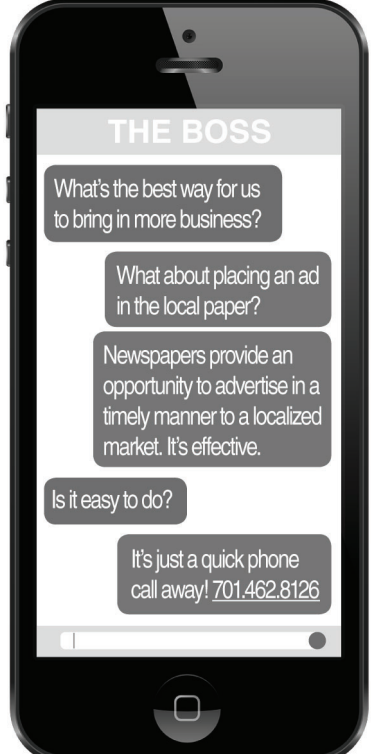 THE BOSS
What's the best way for us
to bring in more business?
What about placing an ad
in the local paper?
Newspapers provide an
opportunity to advertise in a
timely manner to a localized
market. It's effective.
Is it easy to do?
It's just a quick phone
call away! 701.462.8126